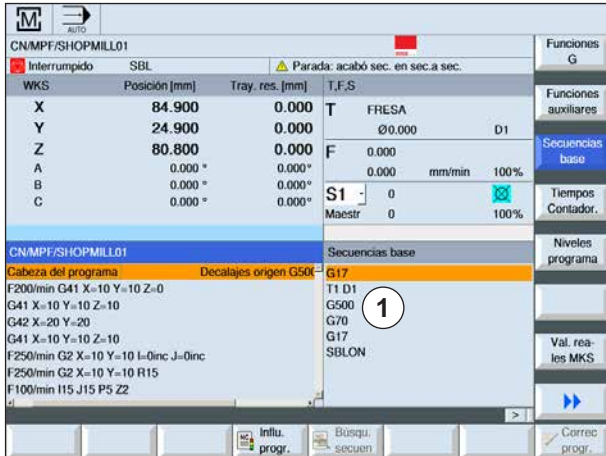 M
AUTO
CN/MPF/SHOPMILL01
Interrumpido SBL Parada: acabó sec. en sec.a sec.
WKS Posición [mm] Tray. res. [mm]
X 84.900 0.000
Y 24.900 0.000
Z 80.800 0.000
A 0.000 ° 0.000°
B 0.000 ° 0.000°
C 0.000 ° 0.000°
T,F,S
T FRESA
Ø0.000 D1
F 0.000
0.000 mm/min 100%
S1 0
Maestr 0 100%
CN/MPF/SHOPMILL01
Cabeza del programa Decalajes origen G500
F200/min G41 X=10 Y=10 Z=0
G41 X=10 Y=10 Z=10
G42 X=20 Y=20
G41 X=10 Y=10 Z=10
F250/min G2 X=10 Y=10 I=0inc J=0inc
F250/min G2 X=10 Y=10 R15
F100/min I15 J15 P5 Z2
Secuencias base
G17
T1 D1
G500
G70
G17
SBLON
1
Funciones
G
Funciones
auxiliares
Secuencias
base
Tiempos
Contador.
Niveles
programa
Val. rea-
les MKS
>
Influ.
progr.
Búsqu.
secuen
Correc
progr.